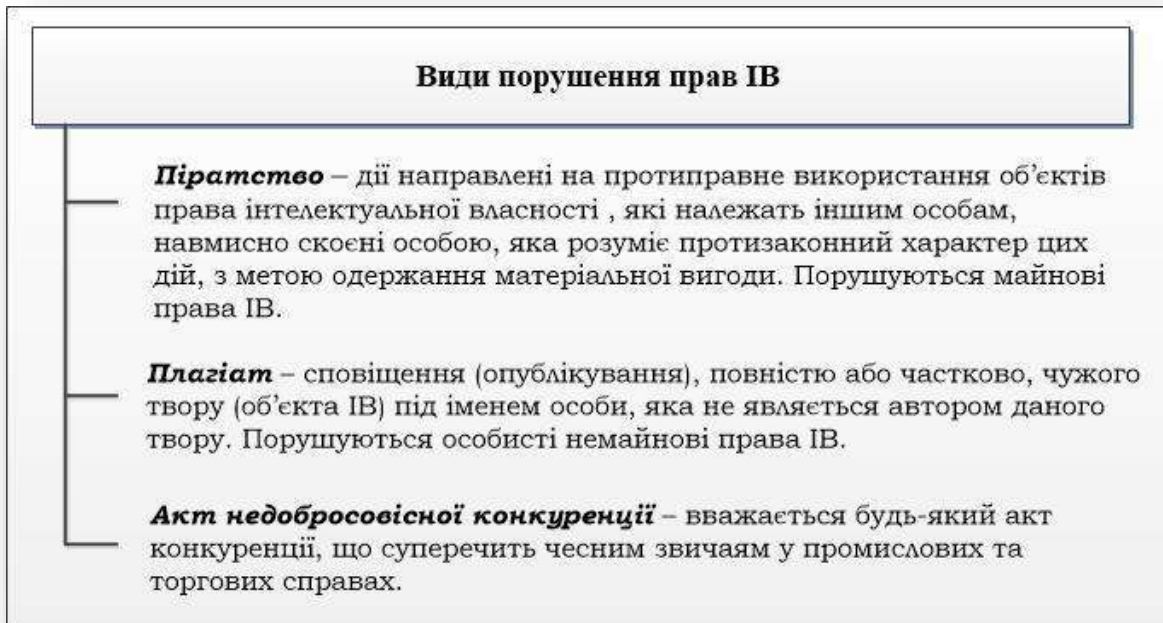 Види порушення прав ІВ
Піратство – дії направлені на протиправне використання об’єктів
права інтелектуальної власності , які належать іншим особам,
навмисно скоєні особою, яка розуміє протизаконний характер цих
дій, з метою одержання матеріальної вигоди. Порушуються майнові
права ІВ.
Плагіат – сповіщення (опублікування), повністю або частково, чужого
твору (об’єкта ІВ) під іменем особи, яка не являється автором даного
твору. Порушуються особисті немайнові права ІВ.
Акт недобросовісної конкуренції – вважається будь-який акт
конкуренції, що суперечить чесним звичаям у промислових та
торгових справах.